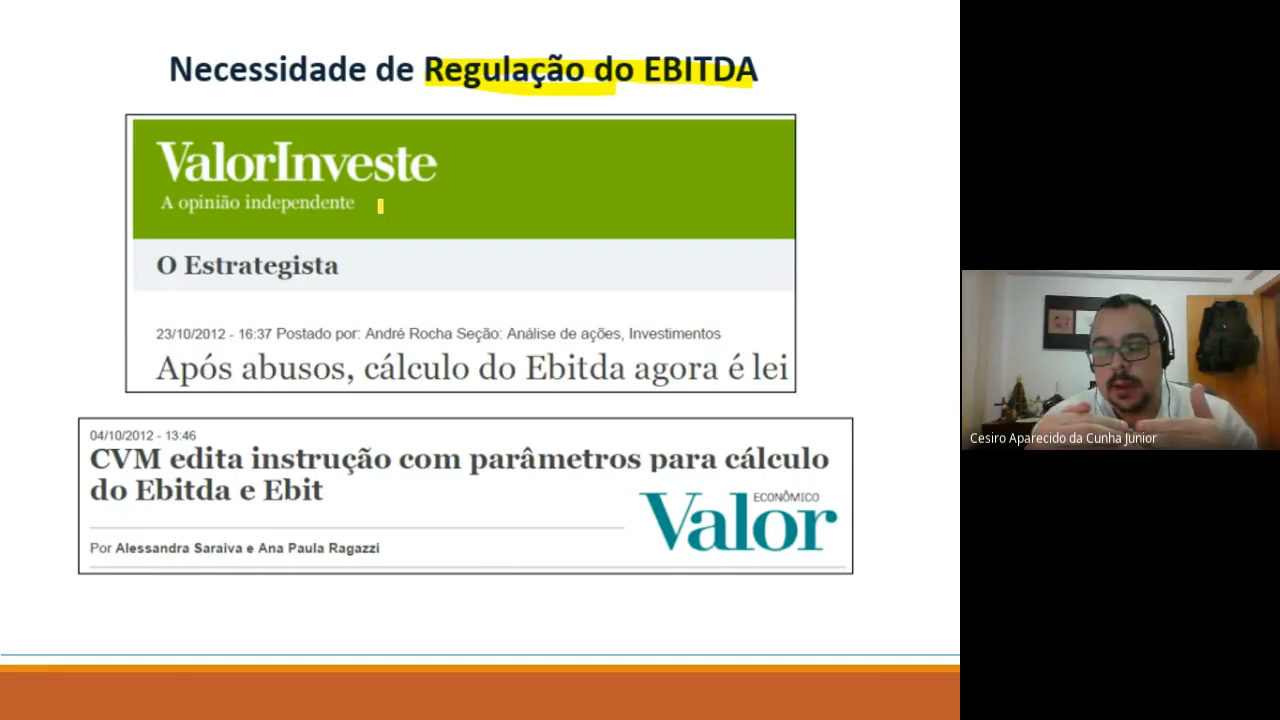 Necessidade de Regulação do EBITDA
ValorInveste
A opinião independente
O Estrategista
23/10/2012 - 16:37 Postado por: André Rocha Seção: Análise de ações, Investimentos
Após abusos, cálculo do Ebitda agora é lei
04/10/2012 - 13:46
CVM edita instrução com parâmetros para cálculo
do Ebitda e Ebit
ECONÔMICO
Valor
Por Alessandra Saraiva e Ana Paula Ragazzi
Cesiro Aparecido da Cunha Junior